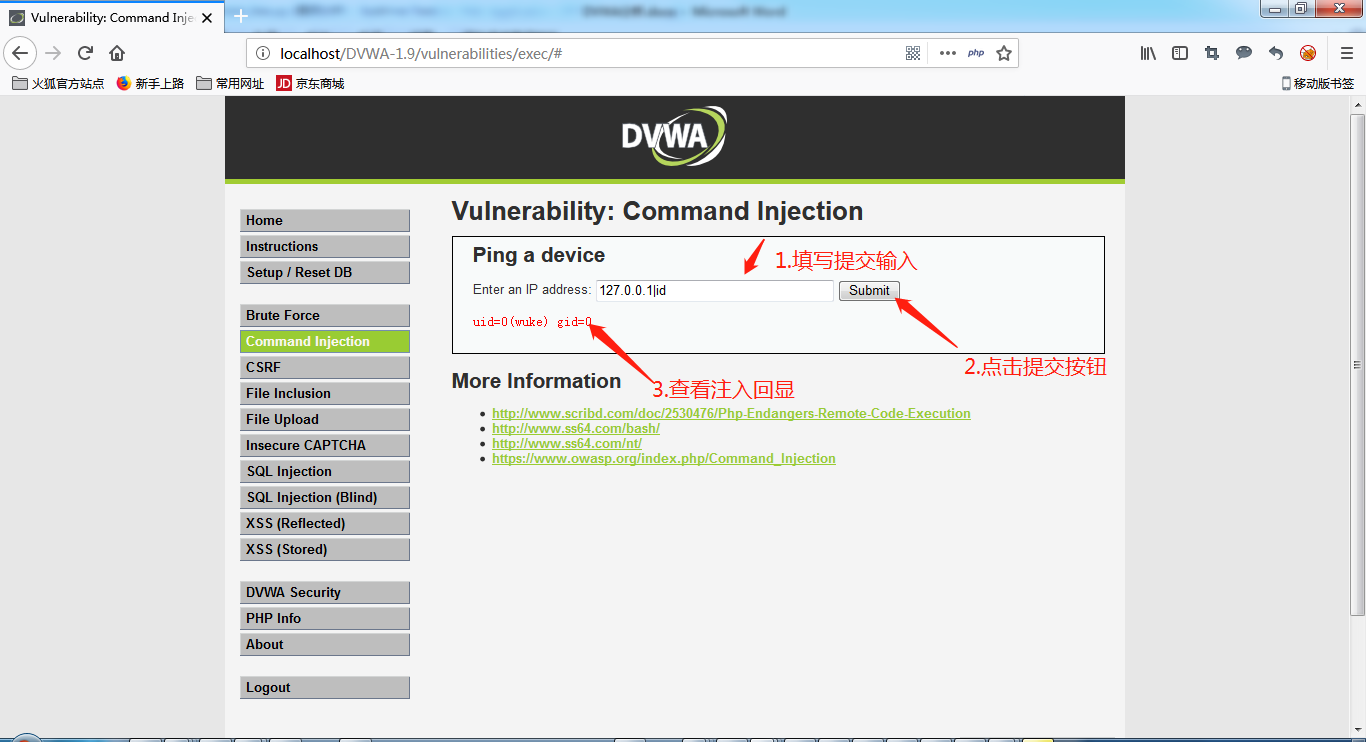 Vulnerability: Command Injec
localhost/DVWA-1.9/vulnerabilities/exec/#
php
火狐官方站点
新手上路
常用网址
JD 京东商城
移动版书签
DVWA
Home
Instructions
Setup / Reset DB
Brute Force
Command Injection
CSRF
File Inclusion
File Upload
Insecure CAPTCHA
SQL Injection
SQL Injection (Blind)
XSS (Reflected)
XSS (Stored)
DVWA Security
PHP Info
About
Logout
Vulnerability: Command Injection
Ping a device
1.填写提交输入
Enter an IP address: 127.0.0.1|id Submit
uid=0(wuke) gid=0
2.点击提交按钮
3.查看注入回显
More Information
http://www.scribd.com/doc/2530476/Php-Endangers-Remote-Code-Execution
http://www.ss64.com/bash/
http://www.ss64.com/nt/
https://www.owasp.org/index.php/Command_Injection